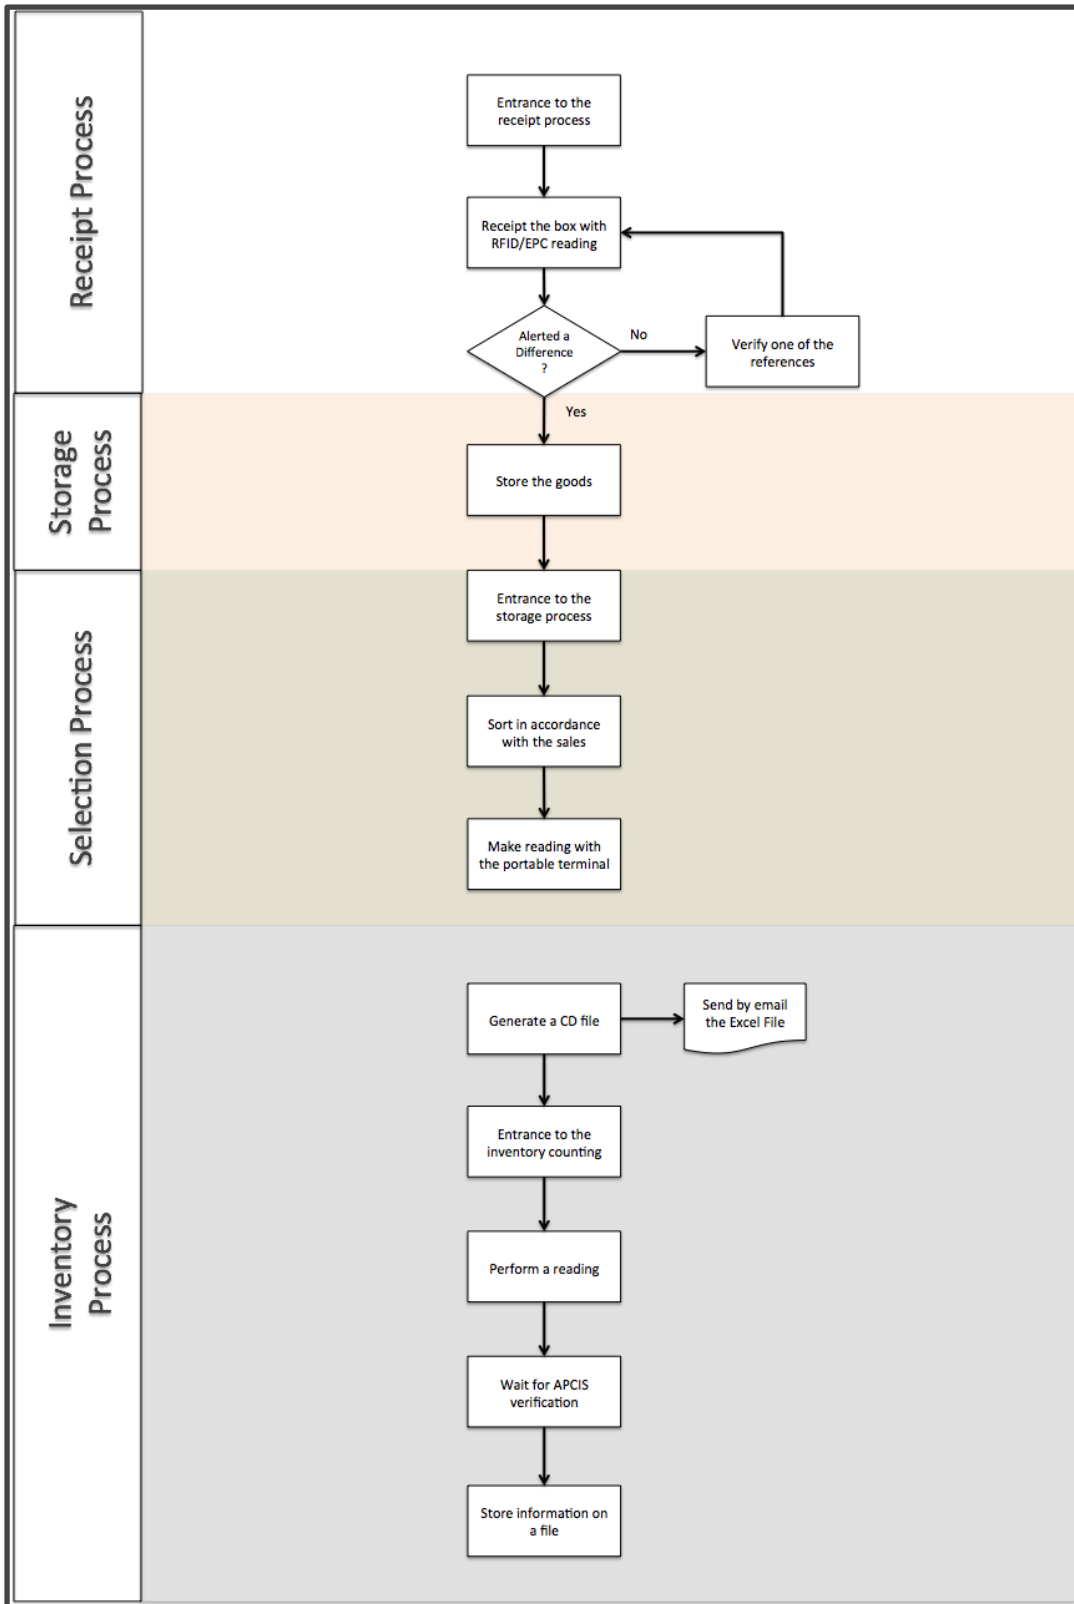 Receipt Process
Entrance to the
receipt process
Receipt the box with
RFID/EPC reading
Alerted a
Difference
?
No
Verify one of the
references
Yes
Storage
Process
Store the goods
Selection Process
Entrance to the
storage process
Sort in accordance
with the sales
Make reading with
the portable terminal
Inventory
Process
Generate a CD file
Send by email
the Excel File
Entrance to the
inventory counting
Perform a reading
Wait for APCIS
verification
Store information on
a file